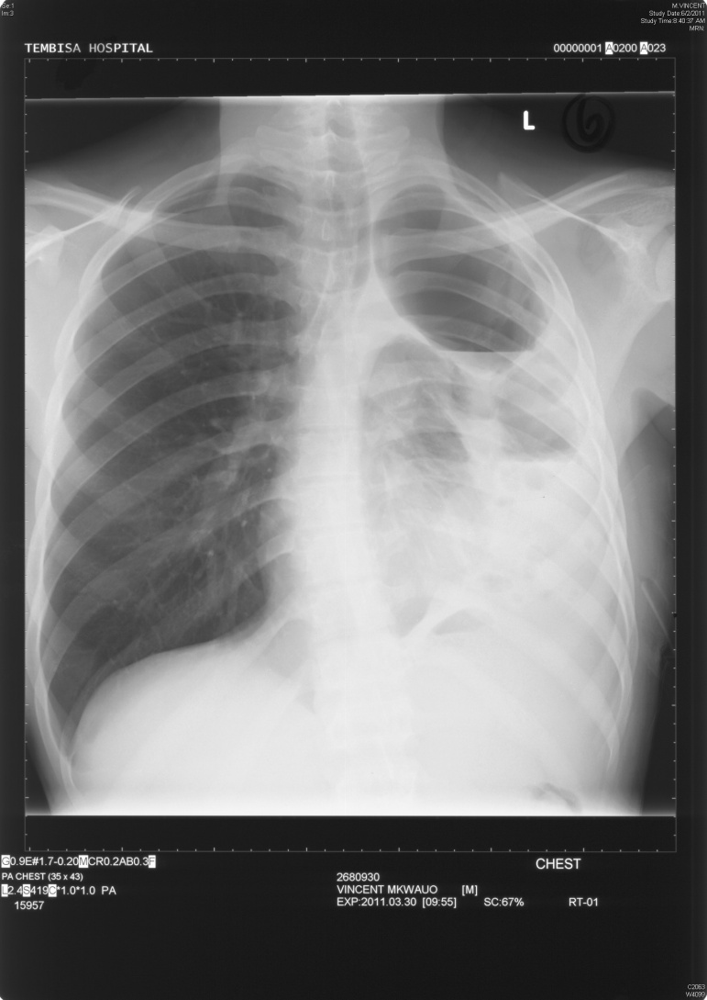 Se:1
Im:3
M.VINCENT
Study Date:6/2/2011
Study Time:8:40:37 AM
MRN:
TEMBISA HOSPITAL
00000001 A0200 A023
L
6
G0.9E#1.7-0.20MCR0.2AB0.3F
PA CHEST (35 x 43)
L2.4S419C*1.0*1.0 PA
15957
CHEST
2680930
VINCENT MKWAUO [M]
EXP:2011.03.30 [09:55] SC:67% RT-01
C2063
W4099